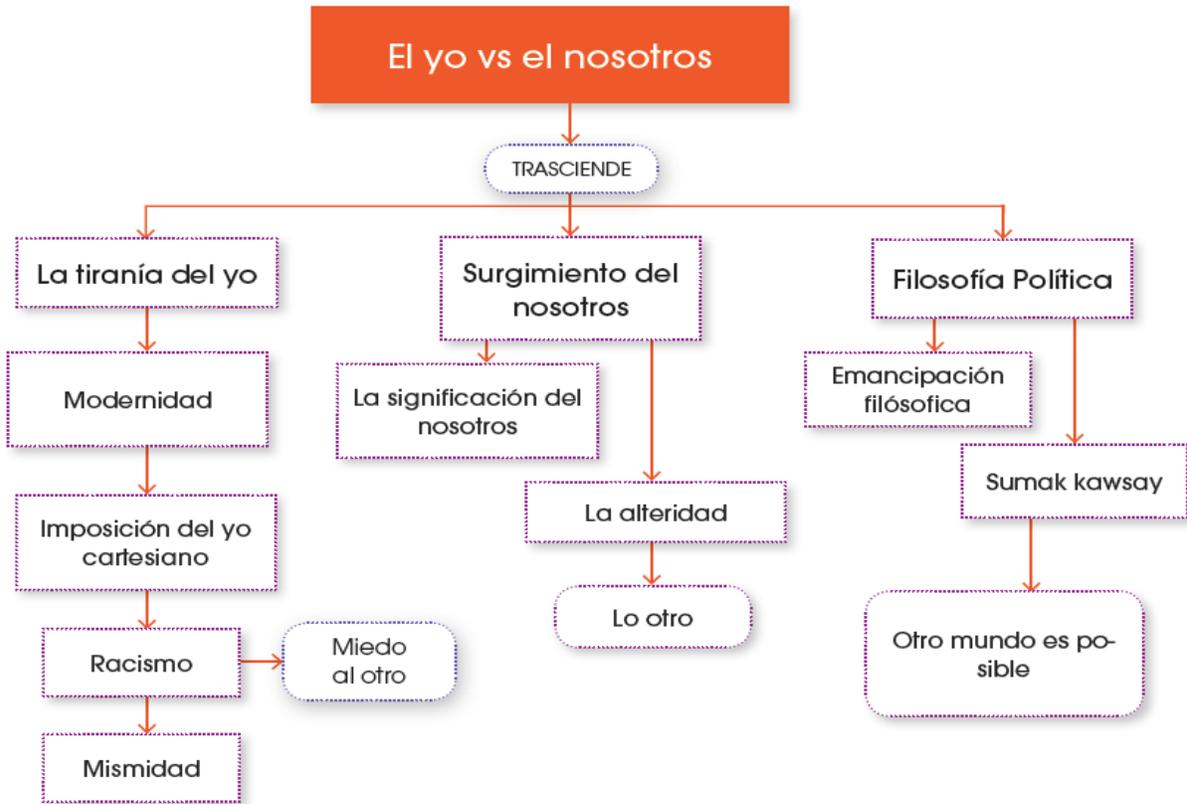 El yo vs el nosotros
TRASCIENDE
La tiranía del yo
Modernidad
Imposición del yo
cartesiano
Racismo
Miedo
al otro
Mismidad
Surgimiento del
nosotros
La significación del
nosotros
La alteridad
Lo otro
Filosofía Política
Emancipación
filósofica
Sumak kawsay
Otro mundo es po-
sible